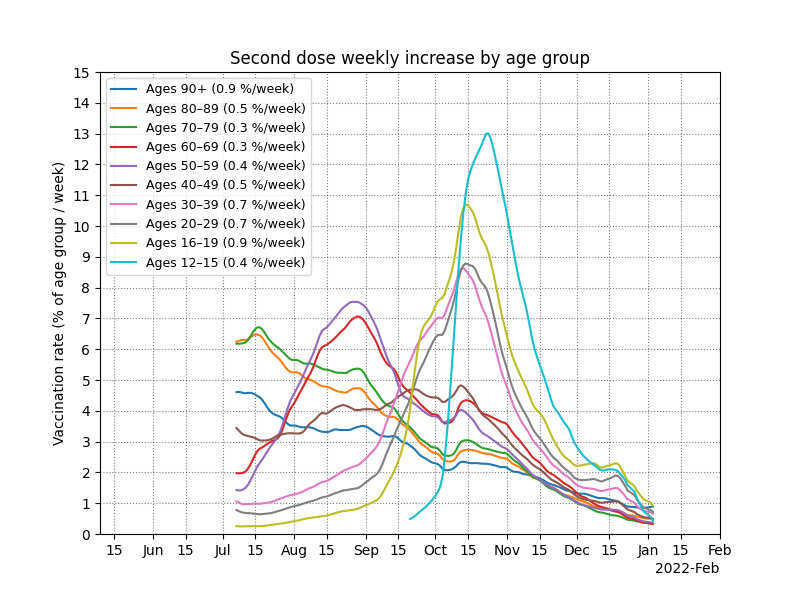 Second dose weekly increase by age group
Vaccination rate (% of age group / week)
15
14
13
12
11
10
9
8
7
6
5
4
3
2
1
0
Ages 90+ (0.9 %/week)
Ages 80–89 (0.5 %/week)
Ages 70–79 (0.3 %/week)
Ages 60–69 (0.3 %/week)
Ages 50–59 (0.4 %/week)
Ages 40–49 (0.5 %/week)
Ages 30–39 (0.7 %/week)
Ages 20–29 (0.7 %/week)
Ages 16–19 (0.9 %/week)
Ages 12–15 (0.4 %/week)
15 Jun 15 Jul 15 Aug 15 Sep 15 Oct 15 Nov 15 Dec 15 Jan 15 Feb
2022-Feb